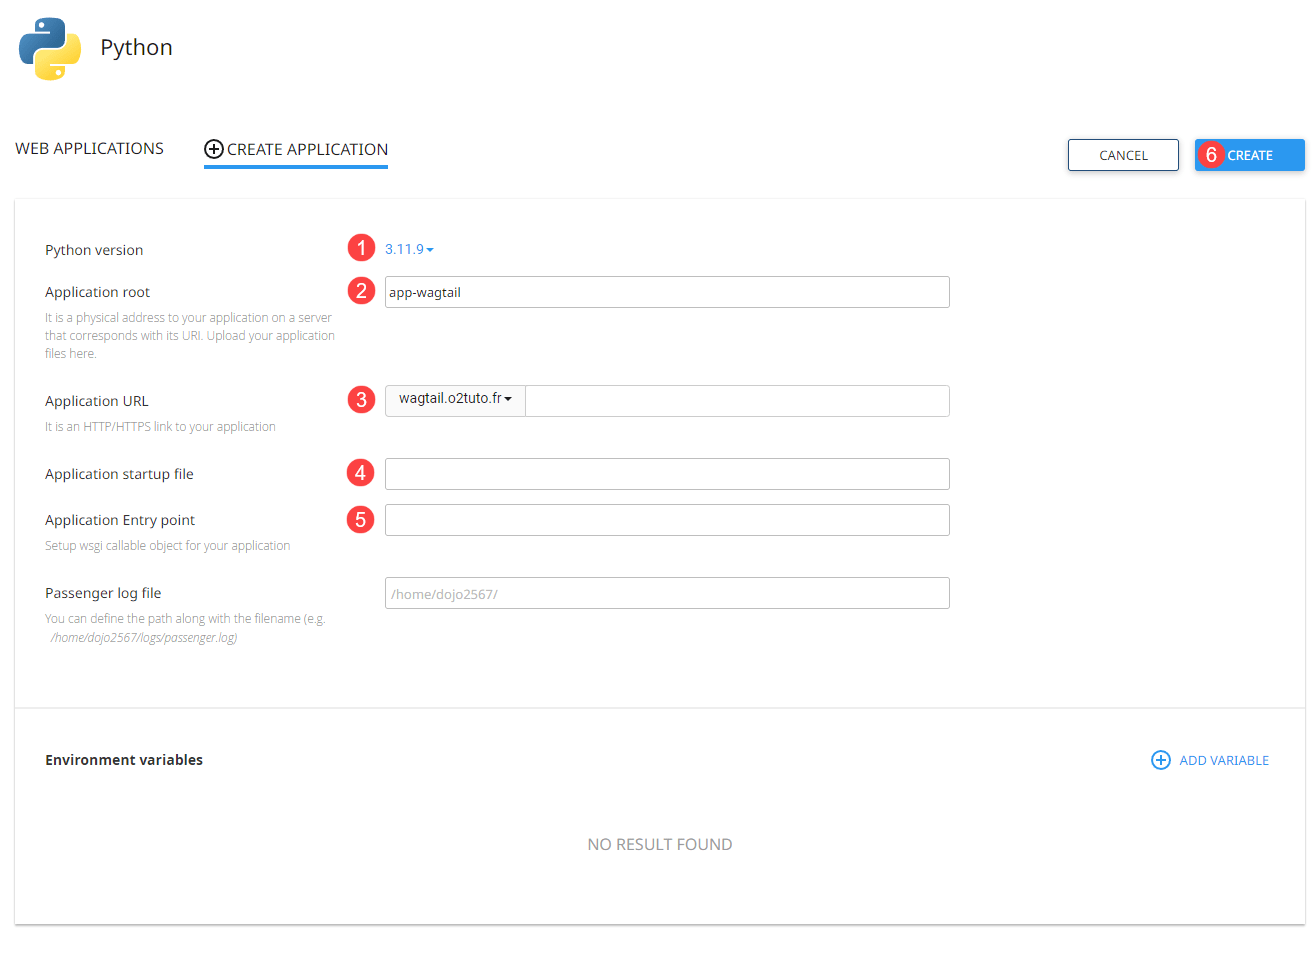 Python
WEB APPLICATIONS
CREATE APPLICATION
CANCEL
6 CREATE
Python version
1 3.11.9
Application root
2 app-wagtail
It is a physical address to your application on a server
that corresponds with its URI. Upload your application
files here.
Application URL
3 wagtail.o2tuto.fr
It is an HTTP/HTTPS link to your application
Application startup file
4
Application Entry point
5
Setup wsgi callable object for your application
Passenger log file
/home/dojo2567/
You can define the path along with the filename (e.g.
/home/dojo2567/logs/passenger.log)
Environment variables
ADD VARIABLE
NO RESULT FOUND